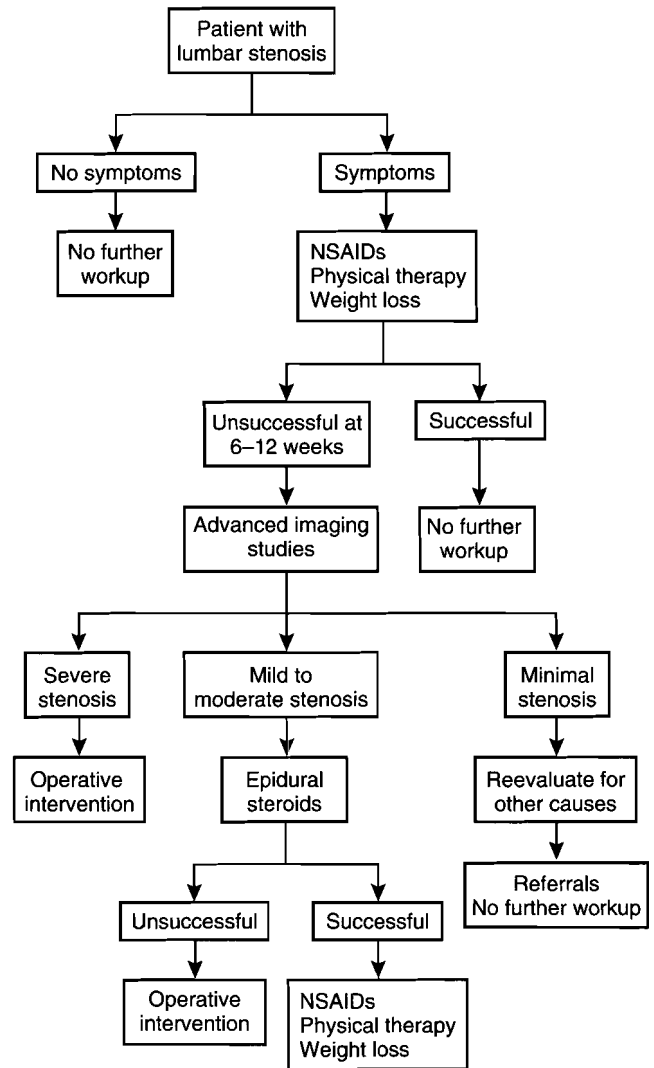 Patient with
lumbar stenosis
No symptoms
Symptoms
No further
workup
NSAIDs
Physical therapy
Weight loss
Unsuccessful at
6–12 weeks
Successful
Advanced imaging
studies
No further
workup
Severe
stenosis
Mild to
moderate stenosis
Minimal
stenosis
Operative
intervention
Epidural
steroids
Reevaluate for
other causes
Referrals
No further workup
Unsuccessful
Successful
Operative
intervention
NSAIDs
Physical therapy
Weight loss